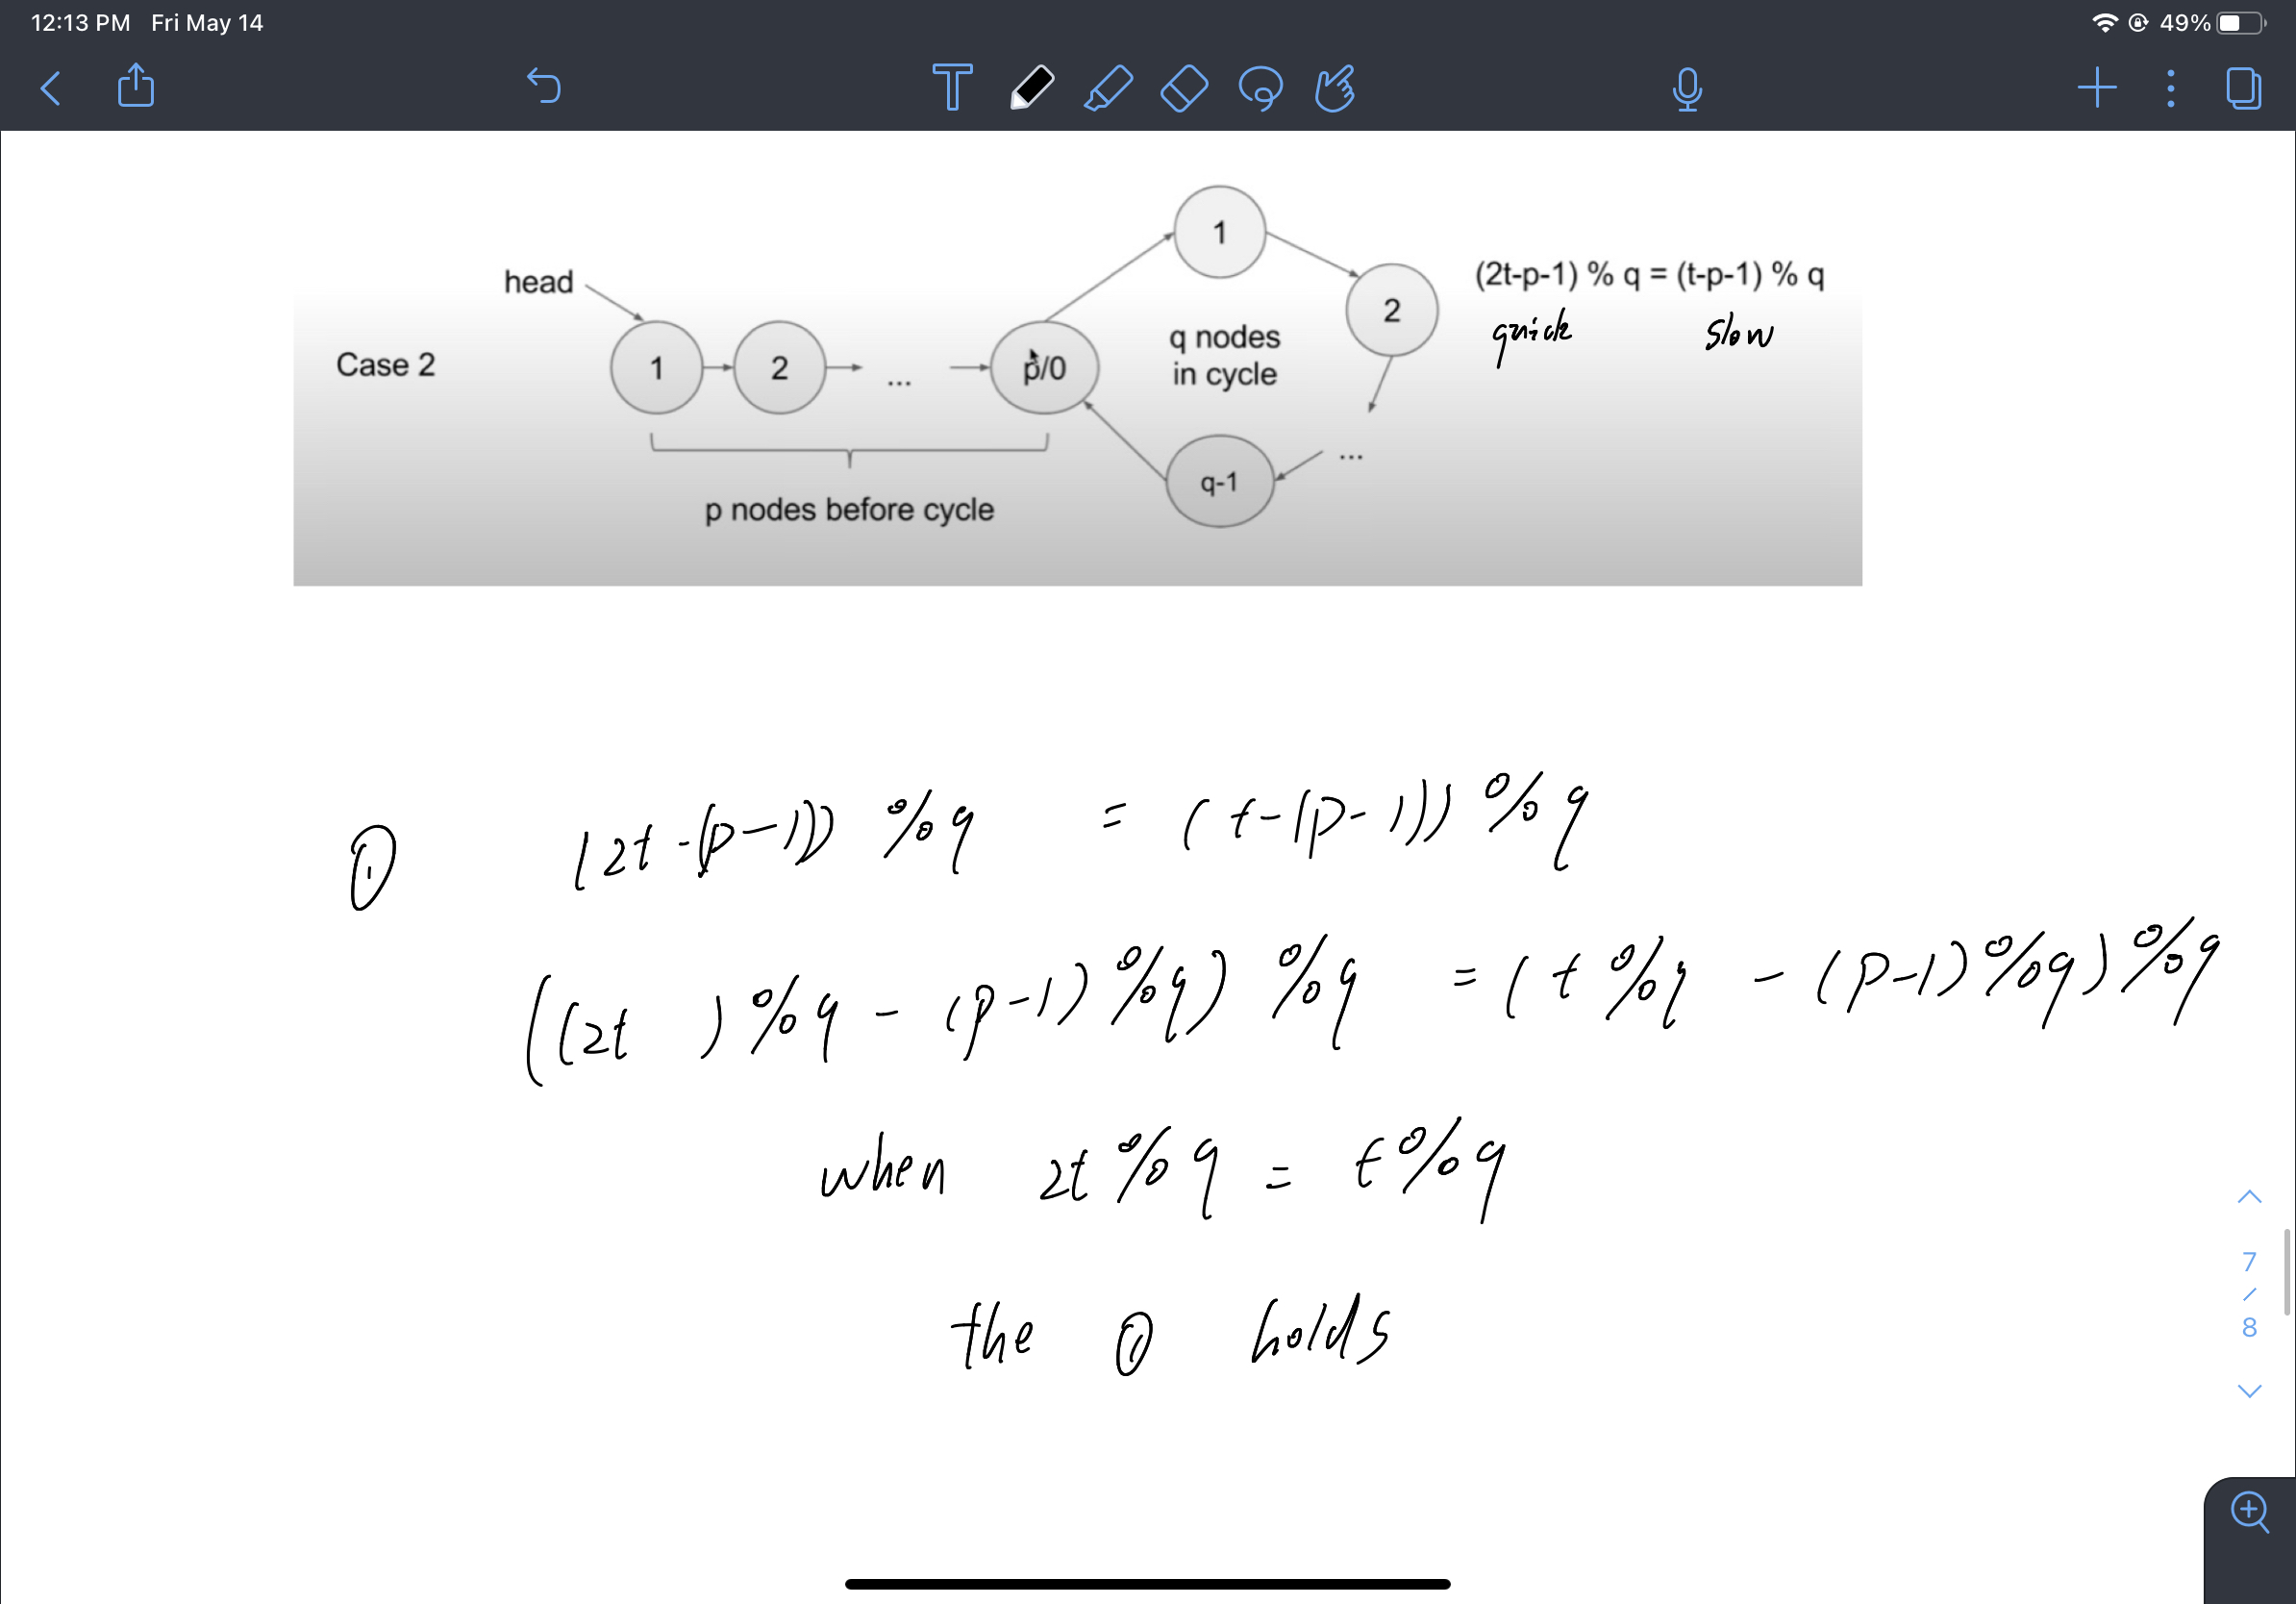 12:13 PM Fri May 14
49%
T
1
head
(2t-p-1) % q = (t-p-1) % q
2
quick slow
q nodes
in cycle
Case 2
1
2
...
p/0
...
q-1
p nodes before cycle
① (2t-(p-1)) % q = (t-(p-1)) % q
((2t ) % q - (p-1) % q) % q = (t % q - (p-1) % q) % q
when 2t % q = t % q
the ① holds
7
/
8